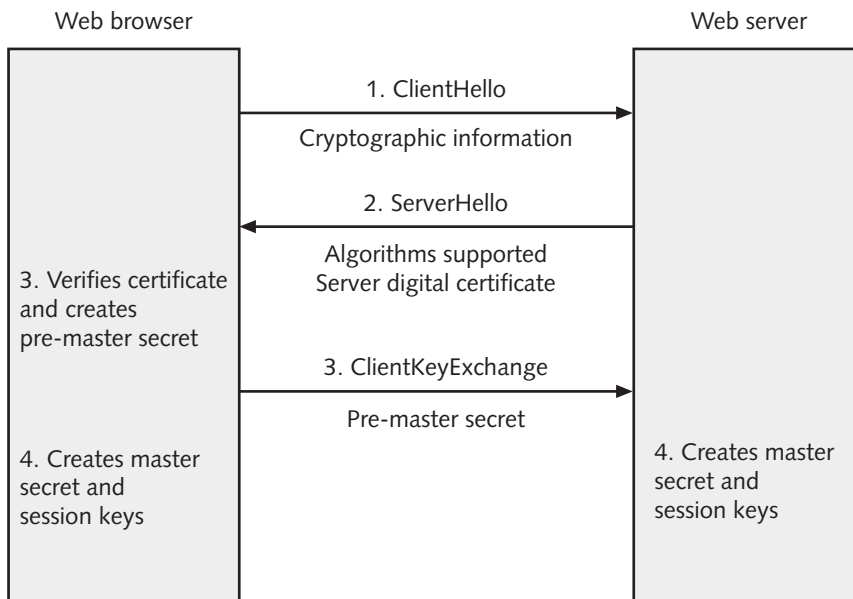 Web browser
Web server
1. ClientHello
Cryptographic information
2. ServerHello
Algorithms supported
Server digital certificate
3. Verifies certificate
and creates
pre-master secret
3. ClientKeyExchange
Pre-master secret
4. Creates master
secret and
session keys
4. Creates master
secret and
session keys